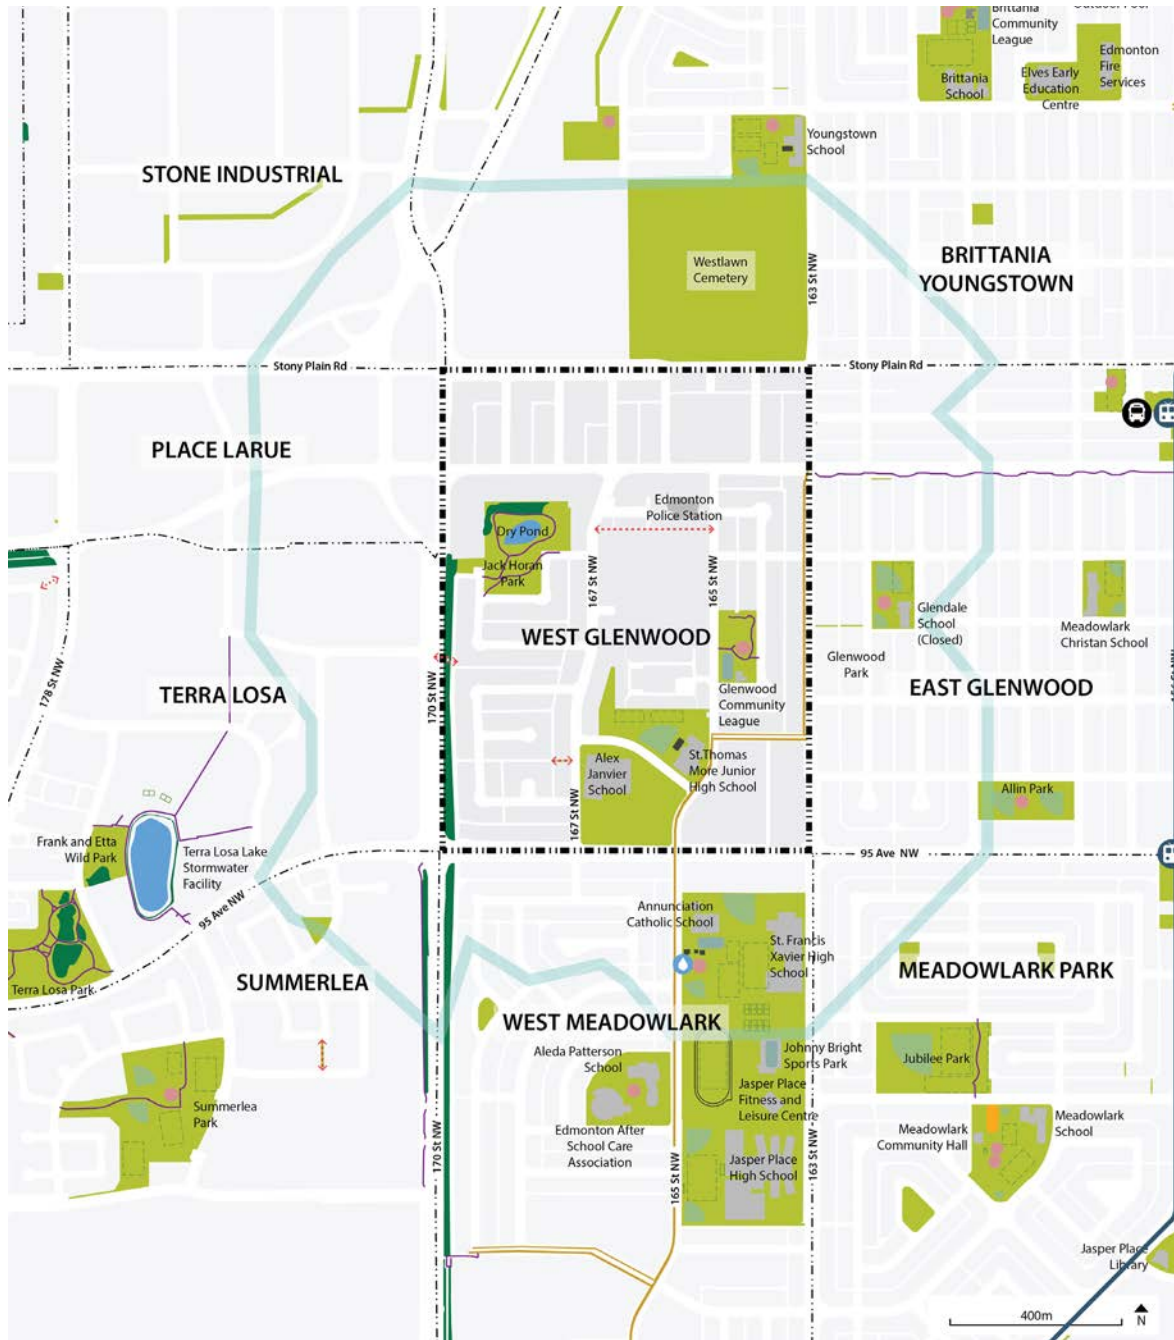 Brittania
Community
League
Brittania
School
Elves Early
Education
Centre
Edmonton
Fire
Services
Youngstown
School
STONE INDUSTRIAL
Westlawn
Cemetery
163 St NW
BRITTANIA
YOUNGSTOWN
Stony Plain Rd
Stony Plain Rd
PLACE LARUE
Edmonton
Police Station
Dry Pond
Jack Horan
Park
167 St NW
165 St NW
WEST GLENWOOD
Glendale
School
(Closed)
Meadowlark
Christan School
Glenwood
Park
178 St NW
170 St NW
TERRA LOSA
Glenwood
Community
League
EAST GLENWOOD
Alex
Janvier
School
St.Thomas
More Junior
High School
Allin Park
167 St NW
Frank and Etta
Wild Park
Terra Losa Lake
Stormwater
Facility
95 Ave NW
95 Ave NW
Annunciation
Catholic School
St. Francis
Xavier High
School
Terra Losa Park
SUMMERLEA
MEADOWLARK PARK
WEST MEADOWLARK
Aleda Patterson
School
Johnny Bright
Sports Park
Jubilee Park
Jasper Place
Fitness and
Leisure Centre
Summerlea
Park
Edmonton After
School Care
Association
Meadowlark
Community Hall
Meadowlark
School
170 St NW
165 St NW
163 St NW
Jasper Place
High School
Jasper Place
Library
400m
N